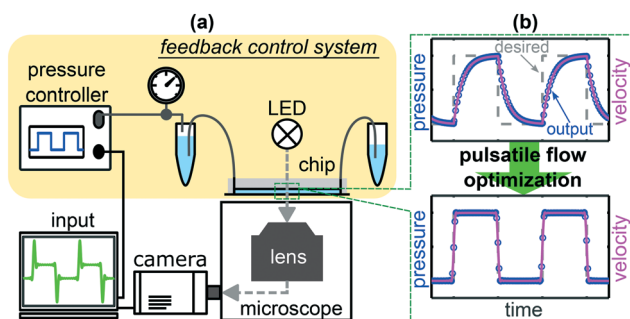 (a)
feedback control system
pressure
controller
LED
chip
input
camera
lens
microscope
(b)
pressure
desired
output
velocity
pulsatile flow
optimization
pressure
velocity
time